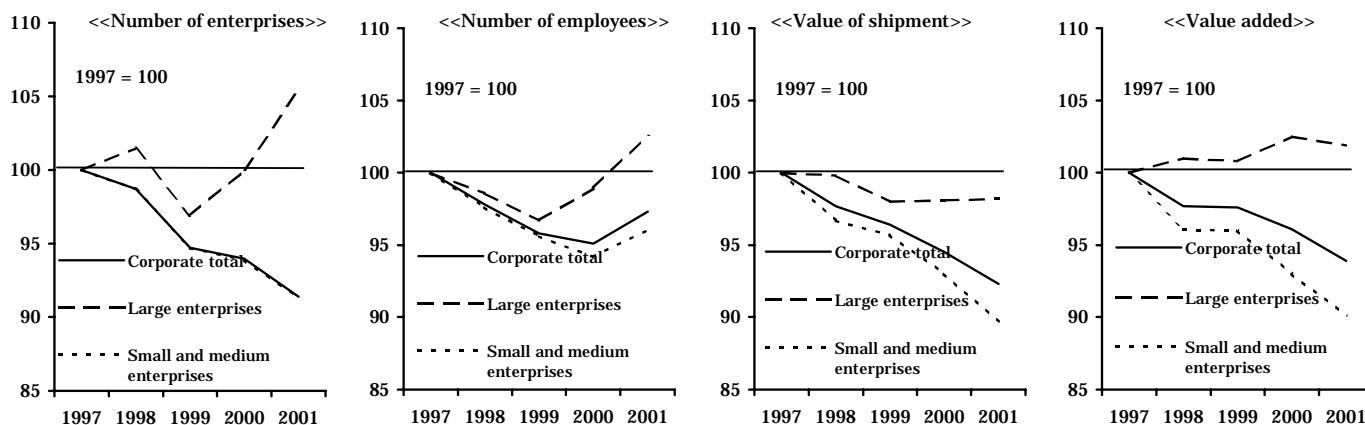 <<Number of enterprises>>
110
105
100
95
90
85
1997 = 100
Corporate total
Large enterprises
Small and medium
enterprises
1997 1998 1999 2000 2001
<<Number of employees>>
110
105
100
95
90
85
1997 = 100
Corporate total
Large enterprises
Small and medium
enterprises
1997 1998 1999 2000 2001
<<Value of shipment>>
110
105
100
95
90
85
1997 = 100
Corporate total
Large enterprises
Small and medium
enterprises
1997 1998 1999 2000 2001
<<Value added>>
110
105
100
95
90
85
1997 = 100
Corporate total
Large enterprises
Small and medium
enterprises
1997 1998 1999 2000 2001